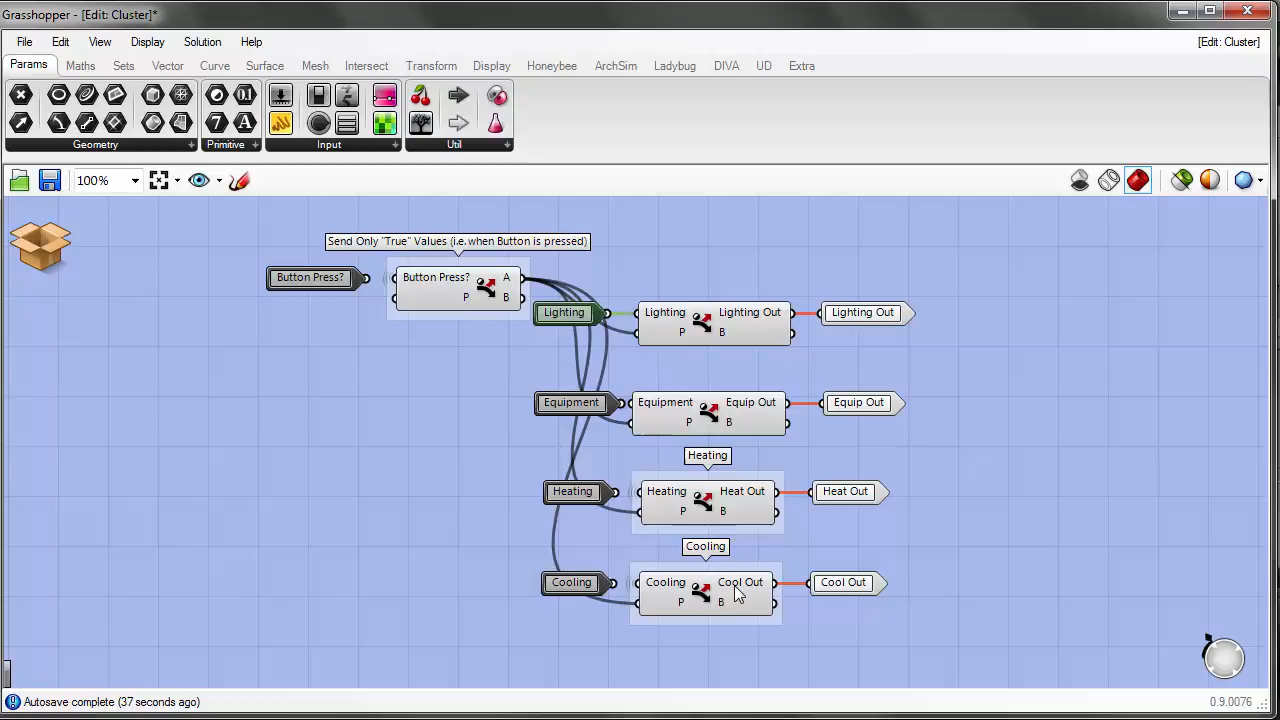 Grasshopper - [Edit: Cluster]*
File Edit View Display Solution Help [Edit: Cluster]
Params Maths Sets Vector Curve Surface Mesh Intersect Transform Display Honeybee ArchSim Ladybug DIVA UD Extra
Geometry Primitive Input Util
100%
Send Only "True" Values (i.e. when Button is pressed)
Button Press? Button Press? A
P B
Lighting Lighting Lighting Out Lighting Out
P B
Equipment Equipment Equip Out Equip Out
P B
Heating
Heating Heating Heat Out Heat Out
P B
Cooling
Cooling Cooling Cool Out Cool Out
P B
Autosave complete (37 seconds ago) 0.9.0076